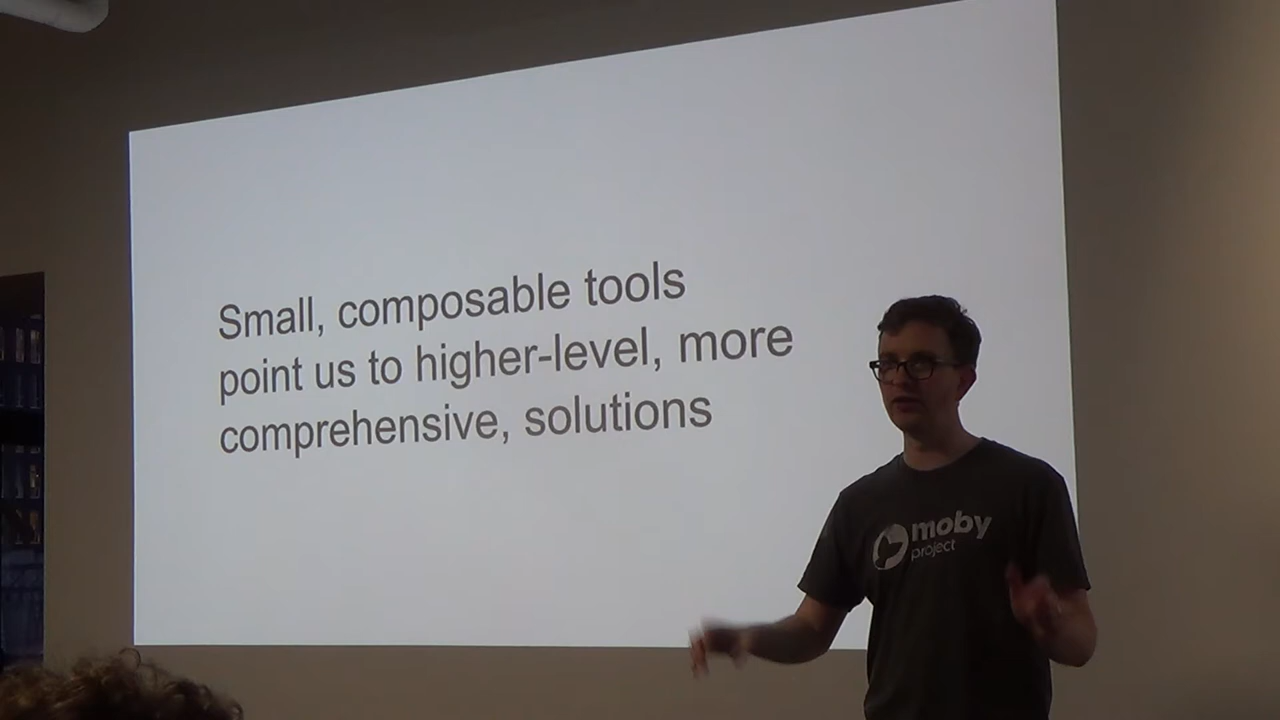 Small, composable tools
point us to higher-level, more
comprehensive, solutions
moby
project